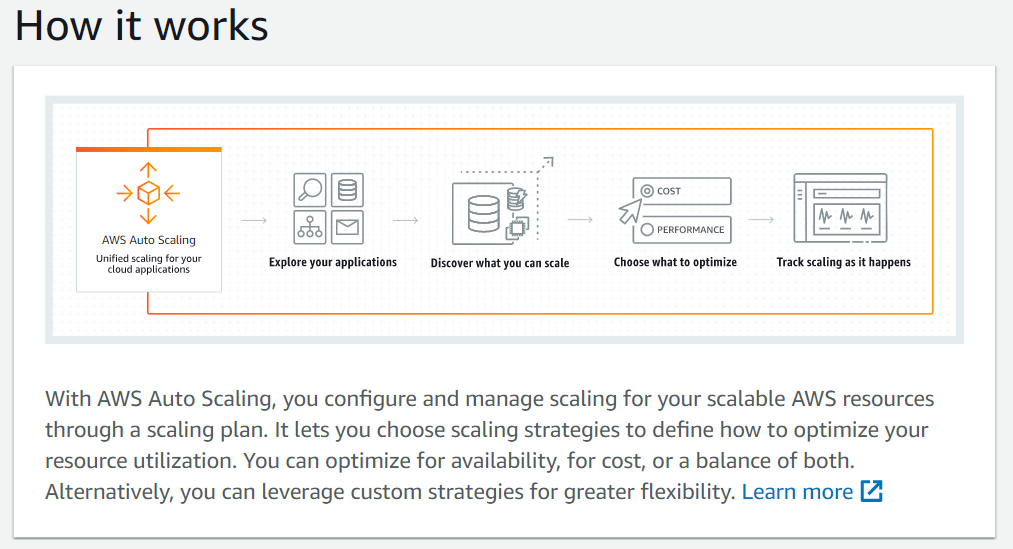 How it works
COST
PERFORMANCE
AWS Auto Scaling
Unified scaling for your
cloud applications
Explore your applications
Discover what you can scale
Choose what to optimize
Track scaling as it happens
With AWS Auto Scaling, you configure and manage scaling for your scalable AWS resources
through a scaling plan. It lets you choose scaling strategies to define how to optimize your
resource utilization. You can optimize for availability, for cost, or a balance of both.
Alternatively, you can leverage custom strategies for greater flexibility. Learn more